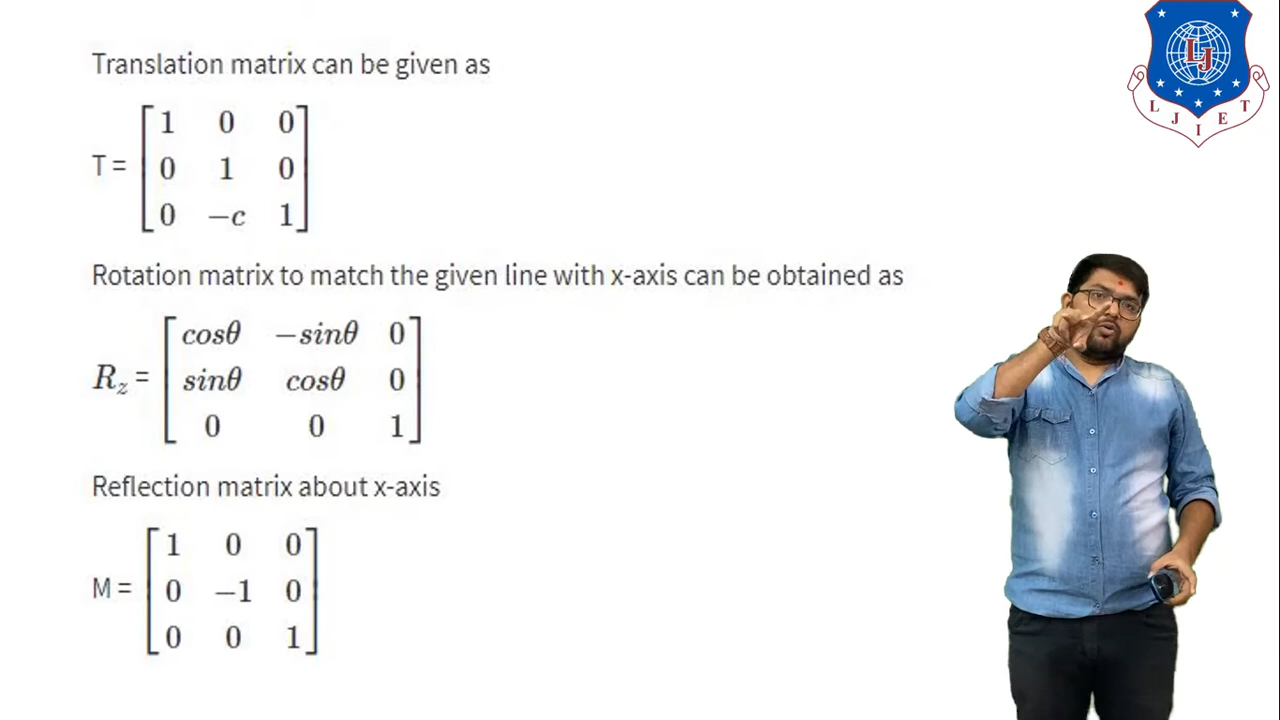 Translation matrix can be given as
T = [1 0 0
0 1 0
0 −c 1]
Rotation matrix to match the given line with x-axis can be obtained as
R_z = [cosθ −sinθ 0
sinθ cosθ 0
0 0 1]
Reflection matrix about x-axis
M = [1 0 0
0 −1 0
0 0 1]
LJ
L J I E T